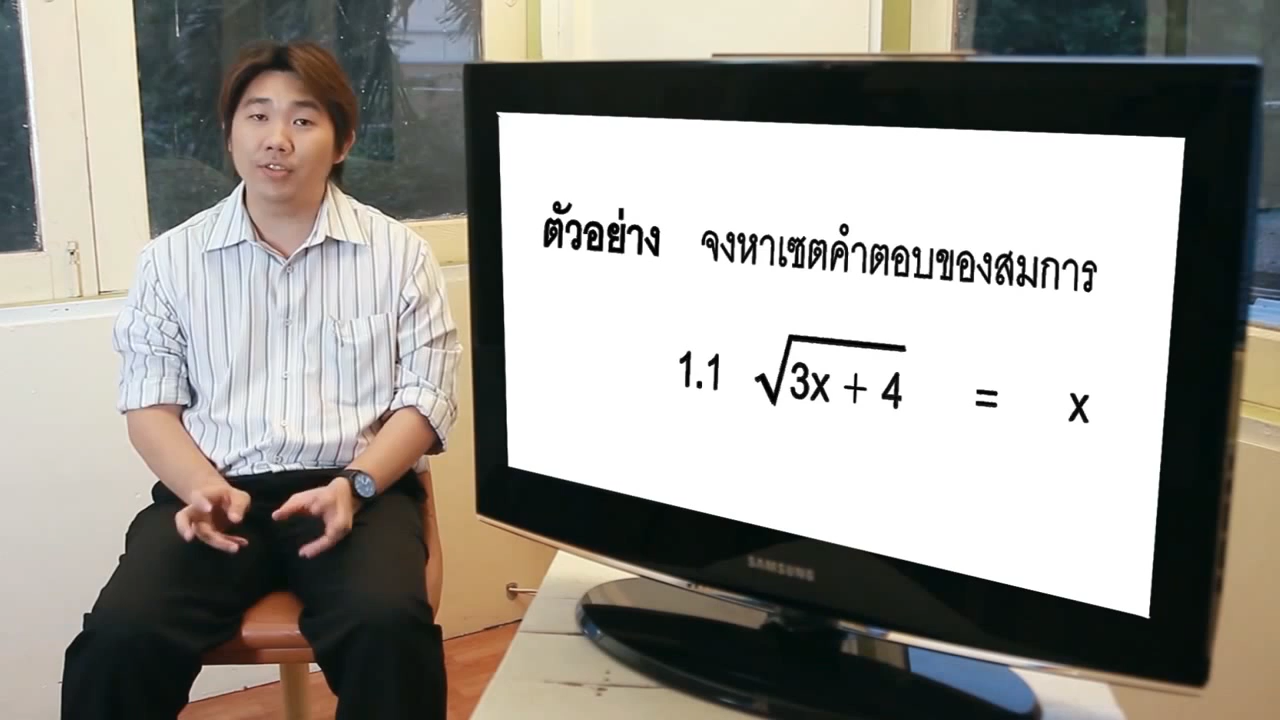 ตัวอย่าง จงหาเซตคำตอบของสมการ
1.1 √3x + 4 = x
SAMSUNG